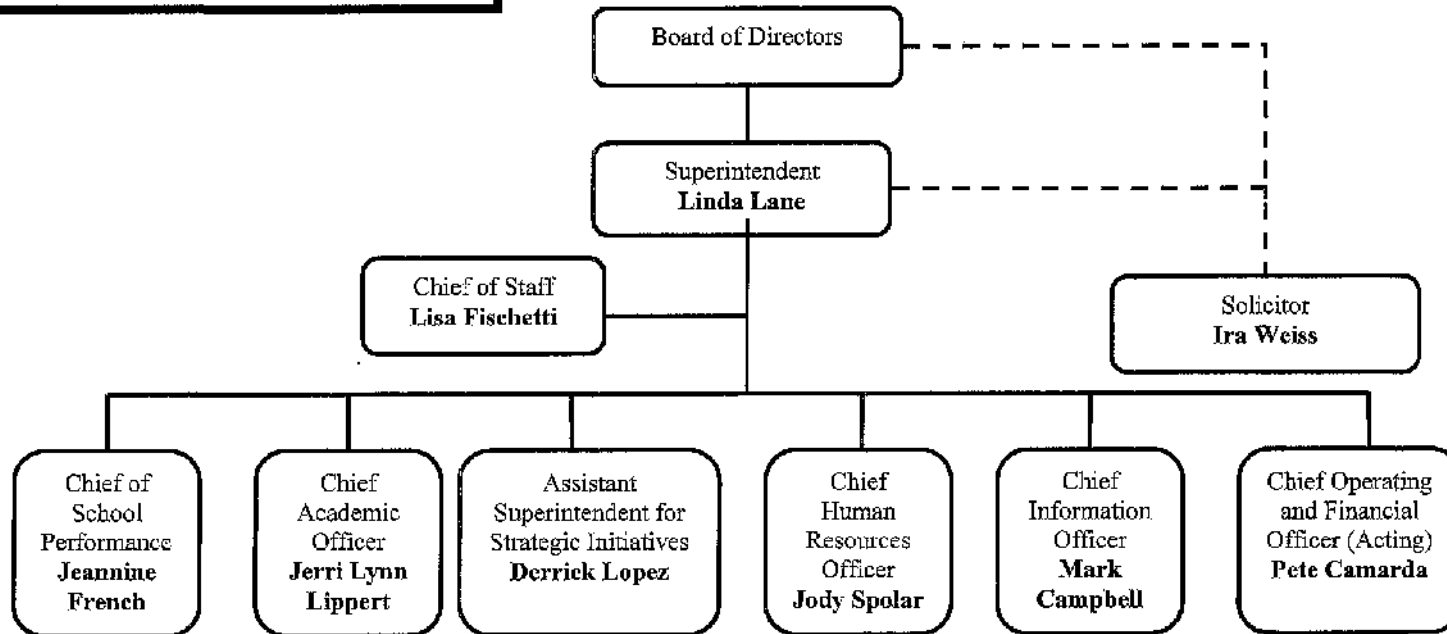 Board of Directors
Superintendent
Linda Lane
Chief of Staff
Lisa Fischetti
Solicitor
Ira Weiss
Chief of
School
Performance
Jeannine
French
Chief
Academic
Officer
Jerri Lynn
Lippert
Assistant
Superintendent for
Strategic Initiatives
Derrick Lopez
Chief
Human
Resources
Officer
Jody Spolar
Chief
Information
Officer
Mark
Campbell
Chief Operating
and Financial
Officer (Acting)
Pete Camarda